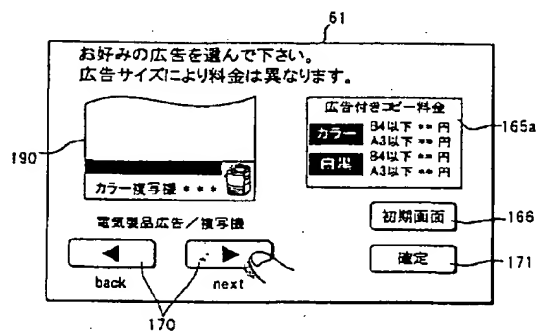 61
お好みの広告を選んで下さい。
広告サイズにより料金は異なります。
190
カラー複写機 * * *
電気製品広告／複写機
back
next
170
広告付きコピー料金
165a
カラー
B4以下 ** 円
A3以下 ** 円
白黒
B4以下 ** 円
A3以下 ** 円
初期画面
166
確定
171